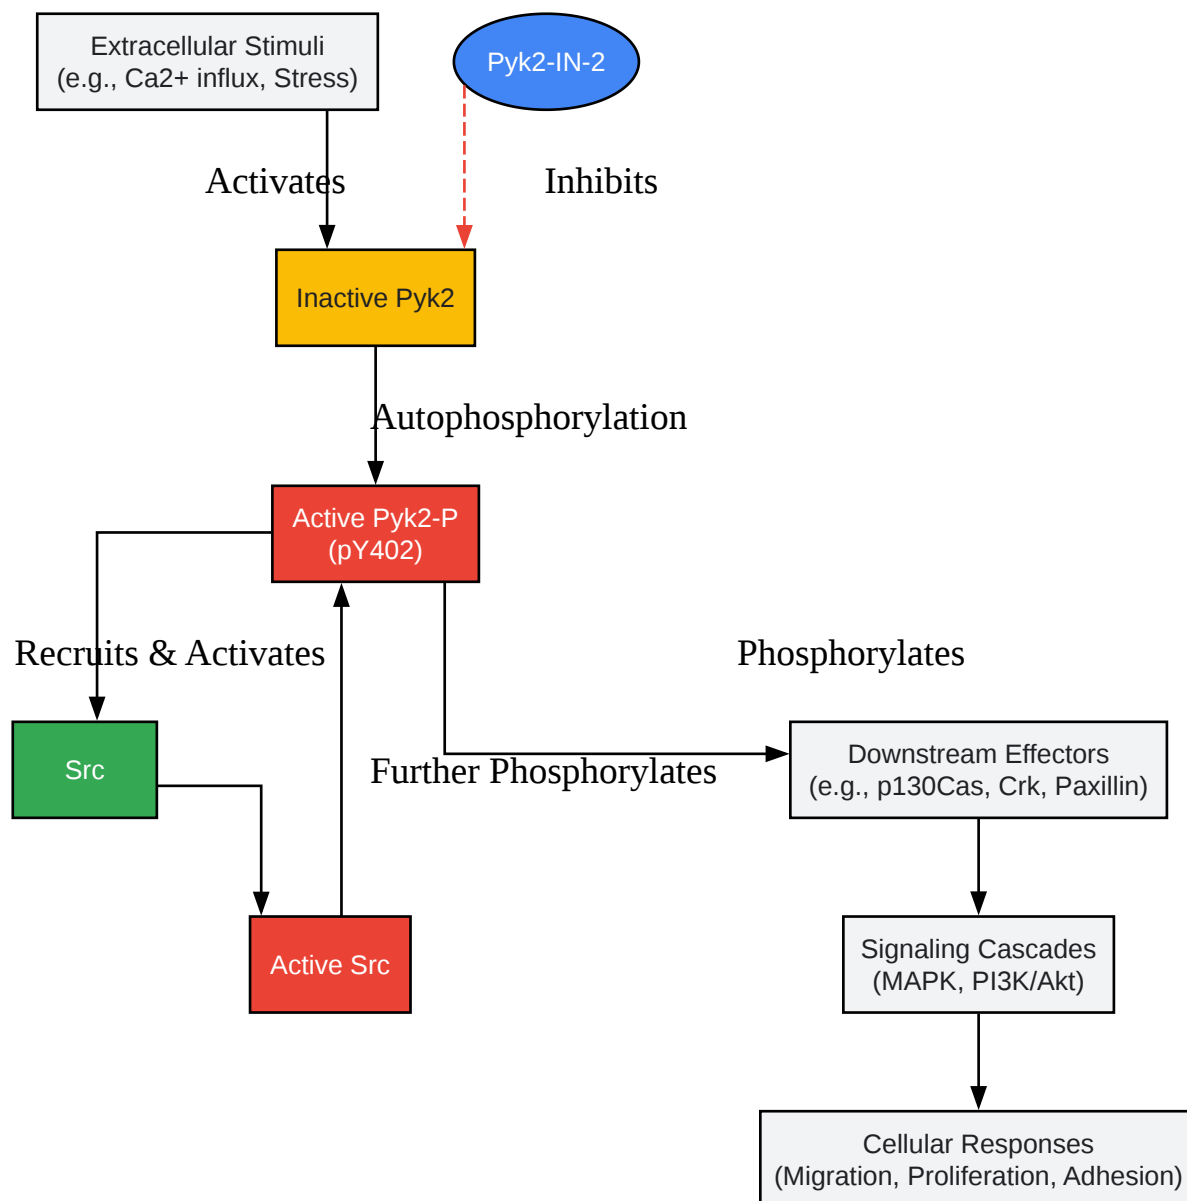 Extracellular Stimuli
(e.g., Ca2+ influx, Stress)
Pyk2-IN-2
Activates
Inhibits
Inactive Pyk2
Autophosphorylation
Active Pyk2-P
(pY402)
Recruits & Activates
Phosphorylates
Src
Further Phosphorylates
Downstream Effectors
(e.g., p130Cas, Crk, Paxillin)
Active Src
Signaling Cascades
(MAPK, PI3K/Akt)
Cellular Responses
(Migration, Proliferation, Adhesion)